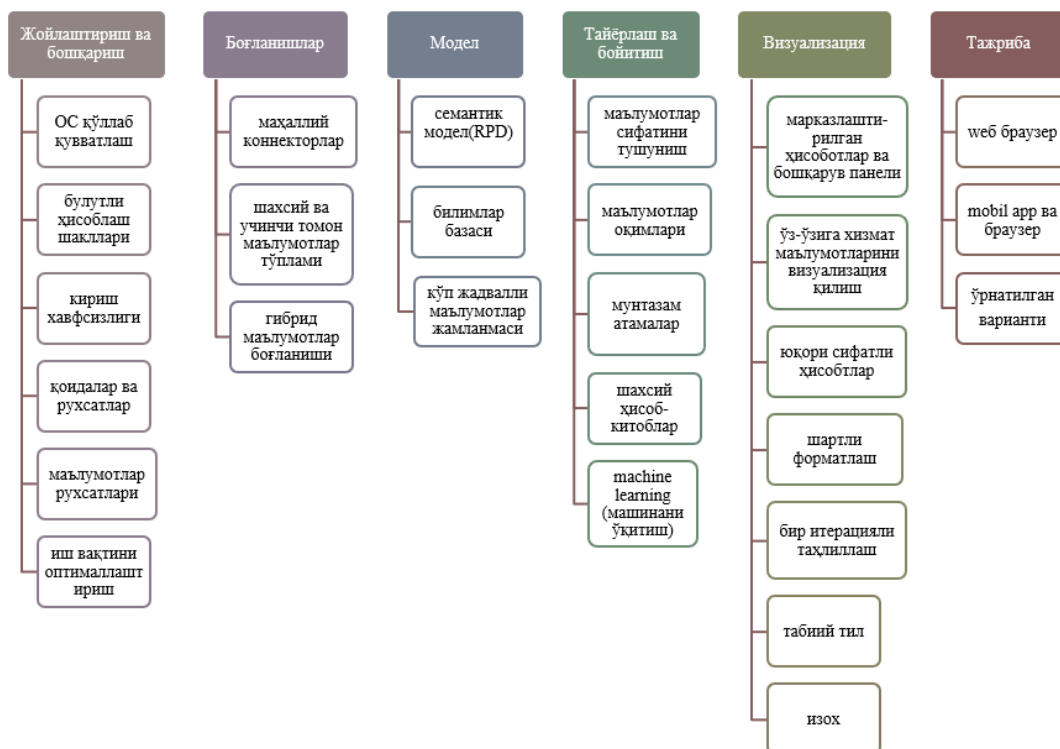 Жойлаштириш ва
бошқариш
ОС қўллаб
қувватлаш
булутли
ҳисоблаш
шакллари
кириш
хавфсизлиги
қоидалар ва
рухсатлар
маълумотлар
рухсатлари
иш вақтини
оптималлашт
ириш
Боғланишлар
маҳаллий
коннекторлар
шахсий ва
учинчи томон
маълумотлар
тўплами
гибрид
маълумотлар
боғланиши
Модел
семантик
модел(RPD)
билимлар
базаси
кўп жадвалли
маълумотлар
жамланмаси
Тайёрлаш ва
бойитиш
маълумотлар
сифатини
тушуниш
маълумотлар
оқимлари
мунтазам
атамалар
шахсий
ҳисоб-
китоблар
machine
learning
(машинани
ўқитиш)
Визуализация
марказлашти-
рилган
ҳисоботлар ва
бошқарув панели
ўз-ўзига хизмат
маълумотларини
визуализация
қилиш
юқори сифатли
ҳисобтлар
шартли
форматлаш
бир итерацияли
таҳлиллаш
табиий тил
изох
Тажриба
wеб браузер
mobil app ва
браузер
ўрнатилган
варианти